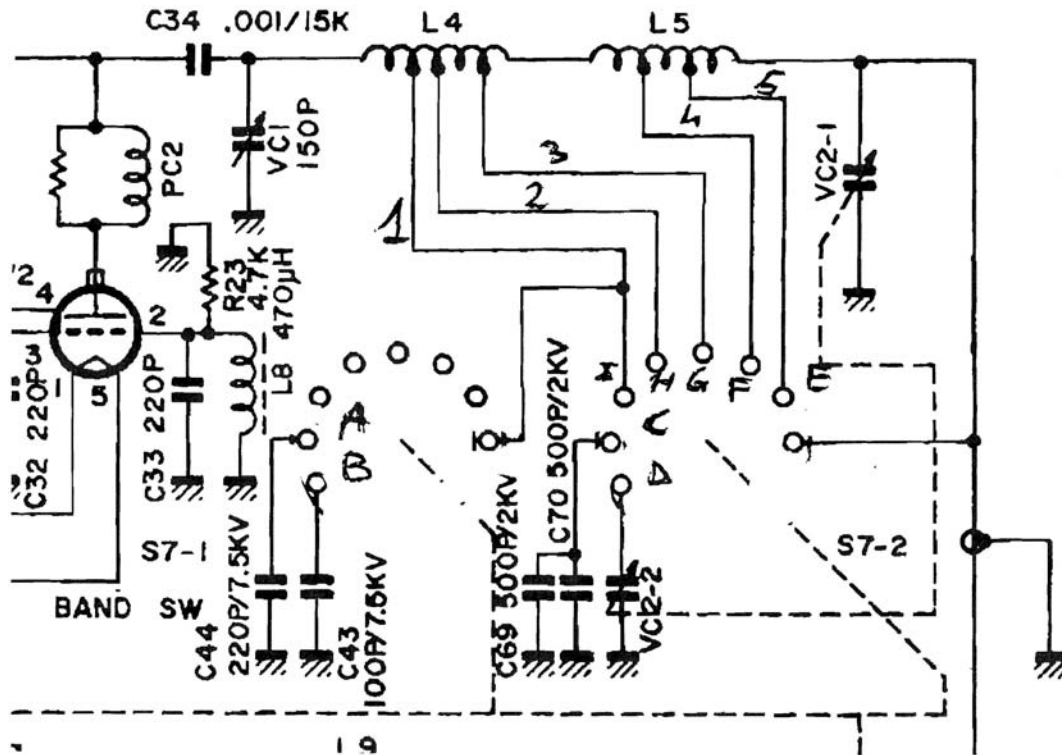 C34 .001/15K
L4
L5
1
2
3
4
5
VC1
150P
PC2
VC2-1
R23
4.7K
470µH
L8
4
2
3
1
5
C32 220P
C33 220P
A
B
I
H
G
F
E
C
D
S7-1
BAND SW
C44
220P/7.5KV
C43
100P/7.5KV
C69 500P/2KV
C70 500P/2KV
VC2-2
S7-2
L9